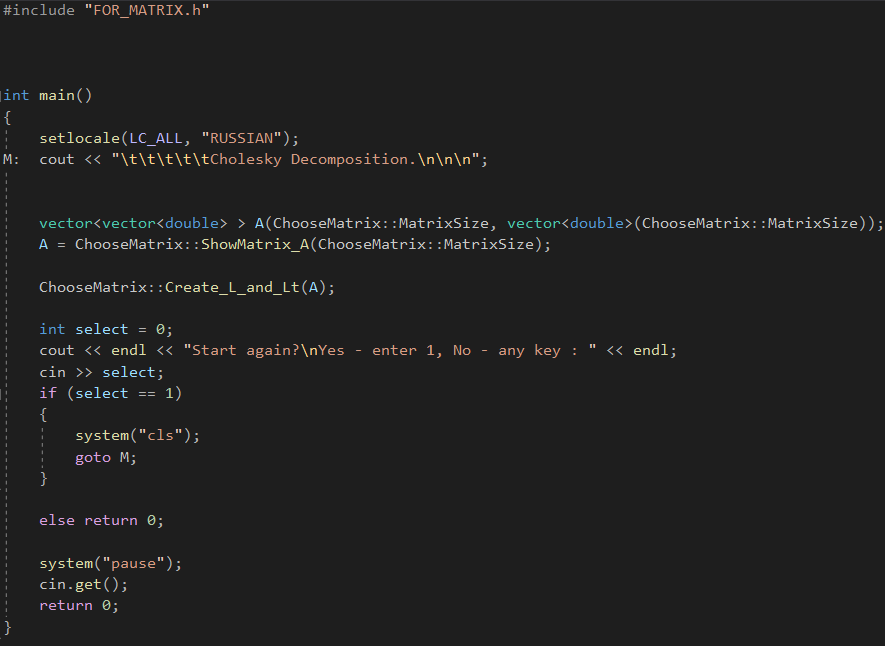 #include "FOR_MATRIX.h"
int main()
{
setlocale(LC_ALL, "RUSSIAN");
M: cout << "\t\t\t\t\tCholesky Decomposition.\n\n\n";
vector<vector<double> > A(ChooseMatrix::MatrixSize, vector<double>(ChooseMatrix::MatrixSize));
A = ChooseMatrix::ShowMatrix_A(ChooseMatrix::MatrixSize);
ChooseMatrix::Create_L_and_Lt(A);
int select = 0;
cout << endl << "Start again?\nYes - enter 1, No - any key : " << endl;
cin >> select;
if (select == 1)
{
system("cls");
goto M;
}
else return 0;
system("pause");
cin.get();
return 0;
}